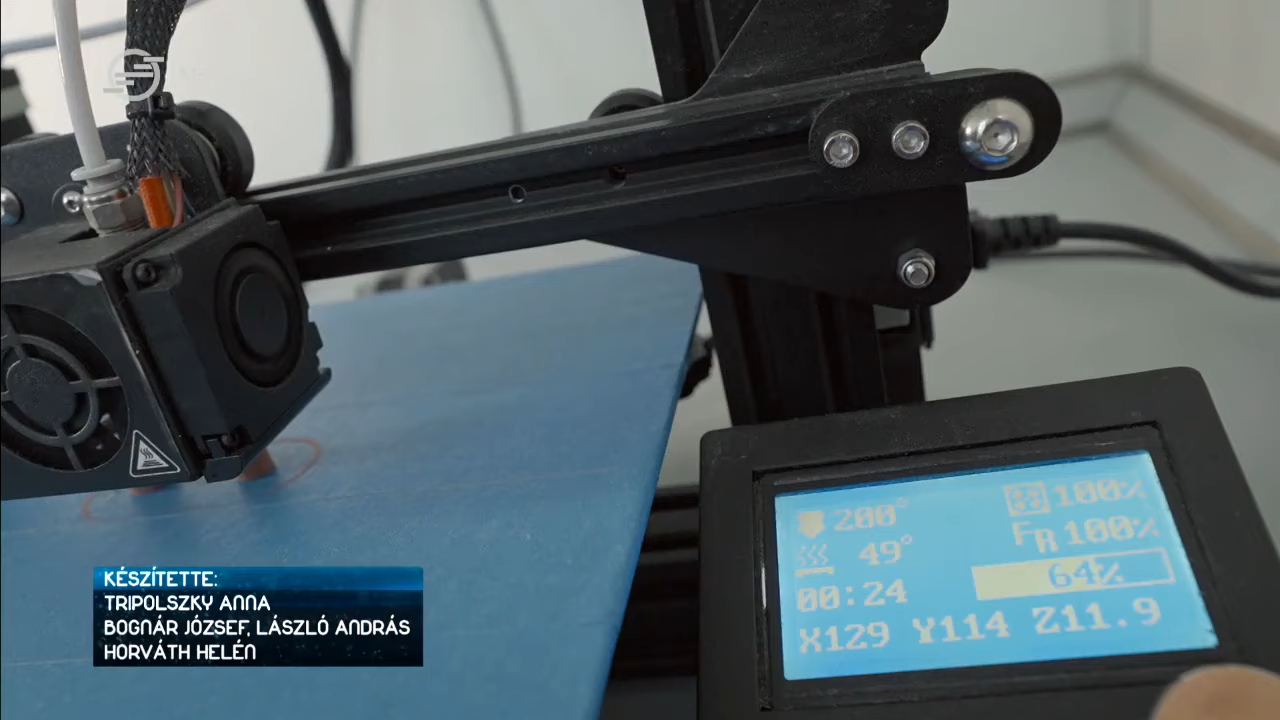 200°
100%
49°
FR 100%
00:24
64%
X129 Y114 Z11.9
KÉSZÍTETTE:
TRIPOLSZKY ANNA
BOGNÁR JÓZSEF, LÁSZLÓ ANDRÁS
HORVÁTH HELÉN